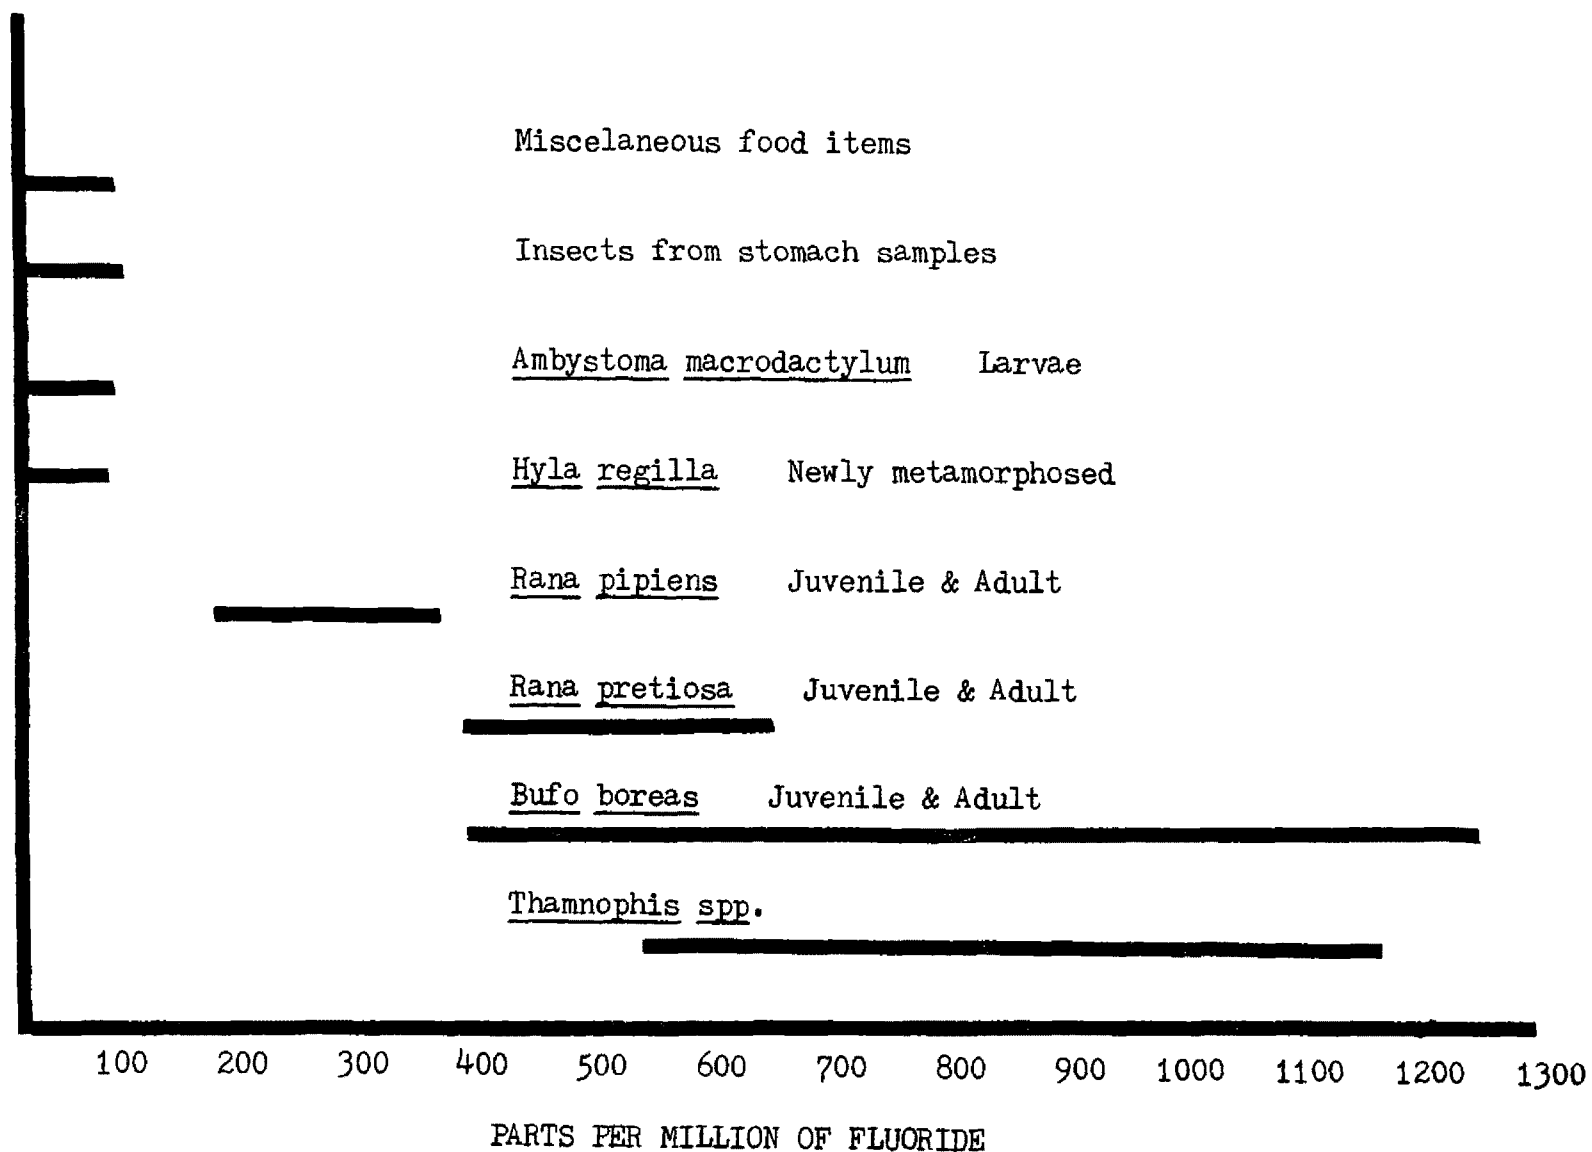 Miscelaneous food items
Insects from stomach samples
Ambystoma macrodactylum Larvae
Hyla regilla Newly metamorphosed
Rana pipiens Juvenile & Adult
Rana pretiosa Juvenile & Adult
Bufo boreas Juvenile & Adult
Thamnophis spp.
100 200 300 400 500 600 700 800 900 1000 1100 1200 1300
PARTS PER MILLION OF FLUORIDE